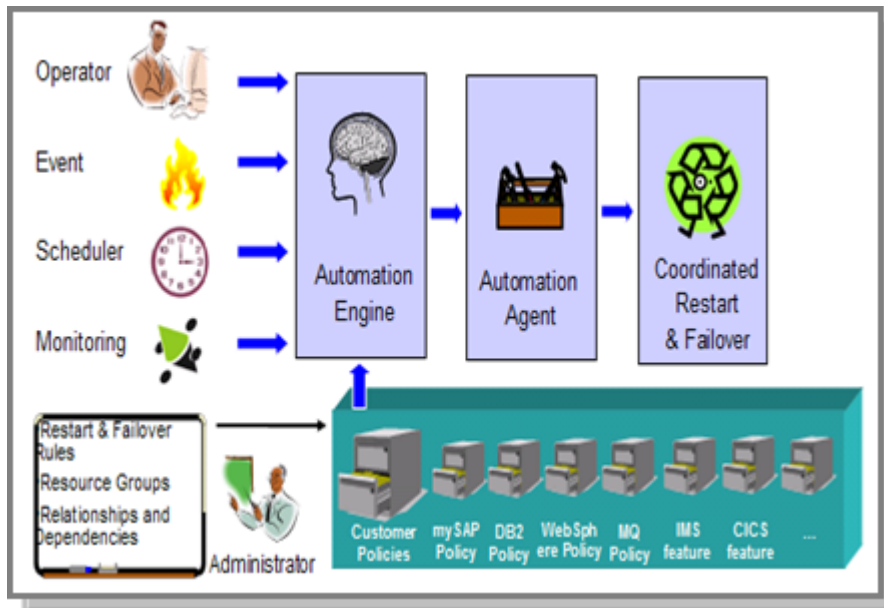 Operator
Event
Scheduler
Monitoring
Automation
Engine
Automation
Agent
Coordinated
Restart
& Failover
Restart & Failover
Rules
Resource Groups
Relationships and
Dependencies
Administrator
Customer
Policies
mySAP
Policy
DB2
Policy
WebSph
ere Policy
MQ
Policy
IMS
feature
CICS
feature
...